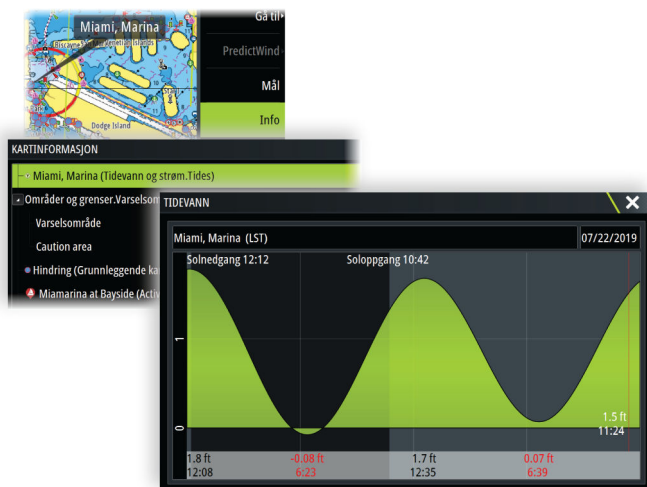 Miami, Marina
Biscayne
Venetian Islands
Dodge Island
Gå til
PredictWind
Mål
Info
KARTINFORMASJON
Miami, Marina (Tidevann og strøm.Tides)
Områder og grenser.Varselsom
Varselsområde
Caution area
Hindring (Grunnleggende ka
Miamarina at Bayside (Activ
TIDEVANN
Miami, Marina (LST)
07/22/2019
Solnedgang 12:12
Soloppgang 10:42
1
0
1.5 ft
11:24
1.8 ft
-0.08 ft
1.7 ft
0.07 ft
12:08
6:23
12:35
6:39